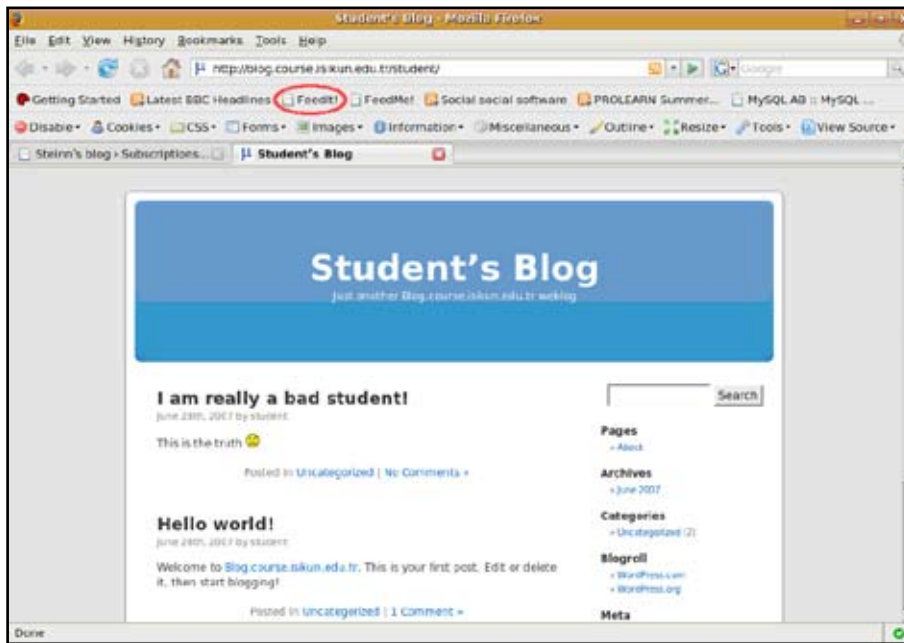 Student's Blog - Mozilla Firefox
File Edit View History Bookmarks Tools Help
http://blog.course.isikun.edu.tr/student/ Google
Getting Started Latest BBC Headlines FeedIt! FeedMe! Social social software PROLEARN Summer... MySQL AB :: MySQL ...
Disable Cookies CSS Forms Images Information Miscellaneous Outline Resize Tools View Source
Steinn's blog › Subscriptions... Student's Blog
Student's Blog
Just another Blog.course.isikun.edu.tr weblog
I am really a bad student!
June 28th, 2007 by student
This is the truth
Posted in Uncategorized | No Comments »
Hello world!
June 28th, 2007 by student
Welcome to Blog.course.isikun.edu.tr. This is your first post. Edit or delete
it, then start blogging!
Posted in Uncategorized | 1 Comment »
Search
Pages
» About
Archives
» June 2007
Categories
» Uncategorized (2)
Blogroll
» WordPress.com
» WordPress.org
Meta
Done